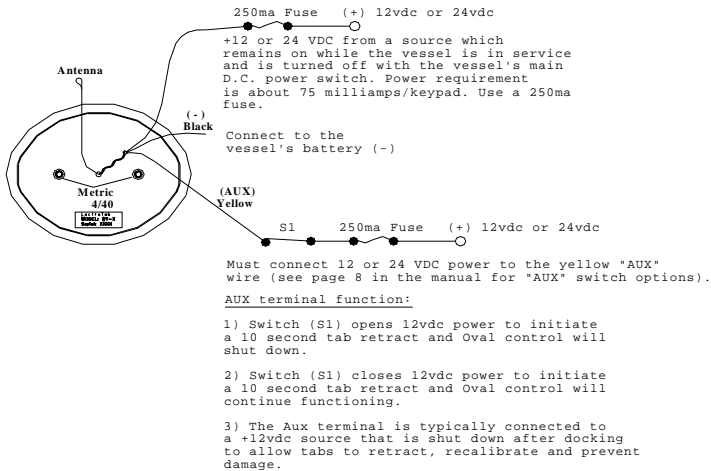 250ma Fuse (+) 12vdc or 24vdc
+12 or 24 VDC from a source which
remains on while the vessel is in service
and is turned off with the vessel's main
D.C. power switch. Power requirement
is about 75 milliamps/keypad. Use a 250ma
fuse.
Antenna
(-)
Black
Connect to the
vessel's battery (-)
Metric
4/40
Lectrotab
(AUX)
Yellow
S1 250ma Fuse (+) 12vdc or 24vdc
Must connect 12 or 24 VDC power to the yellow "AUX"
wire (see page 8 in the manual for "AUX" switch options).
AUX terminal function:
1) Switch (S1) opens 12vdc power to initiate
a 10 second tab retract and Oval control will
shut down.
2) Switch (S1) closes 12vdc power to initiate
a 10 second tab retract and Oval control will
continue functioning.
3) The Aux terminal is typically connected to
a +12vdc source that is shut down after docking
to allow tabs to retract, recalibrate and prevent
damage.